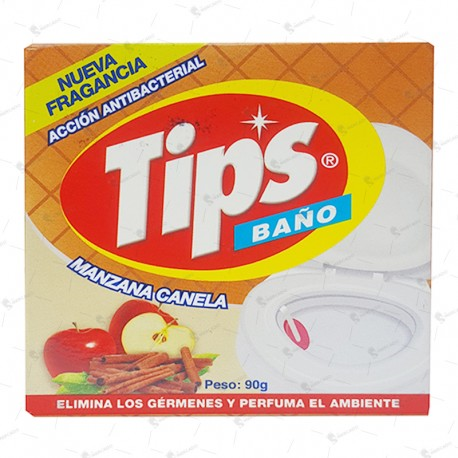 NUEVA
FRAGANCIA
ACCIÓN ANTIBACTERIAL
Tips®
BAÑO
MANZANA CANELA
Peso: 90g
ELIMINA LOS GÉRMENES Y PERFUMA EL AMBIENTE